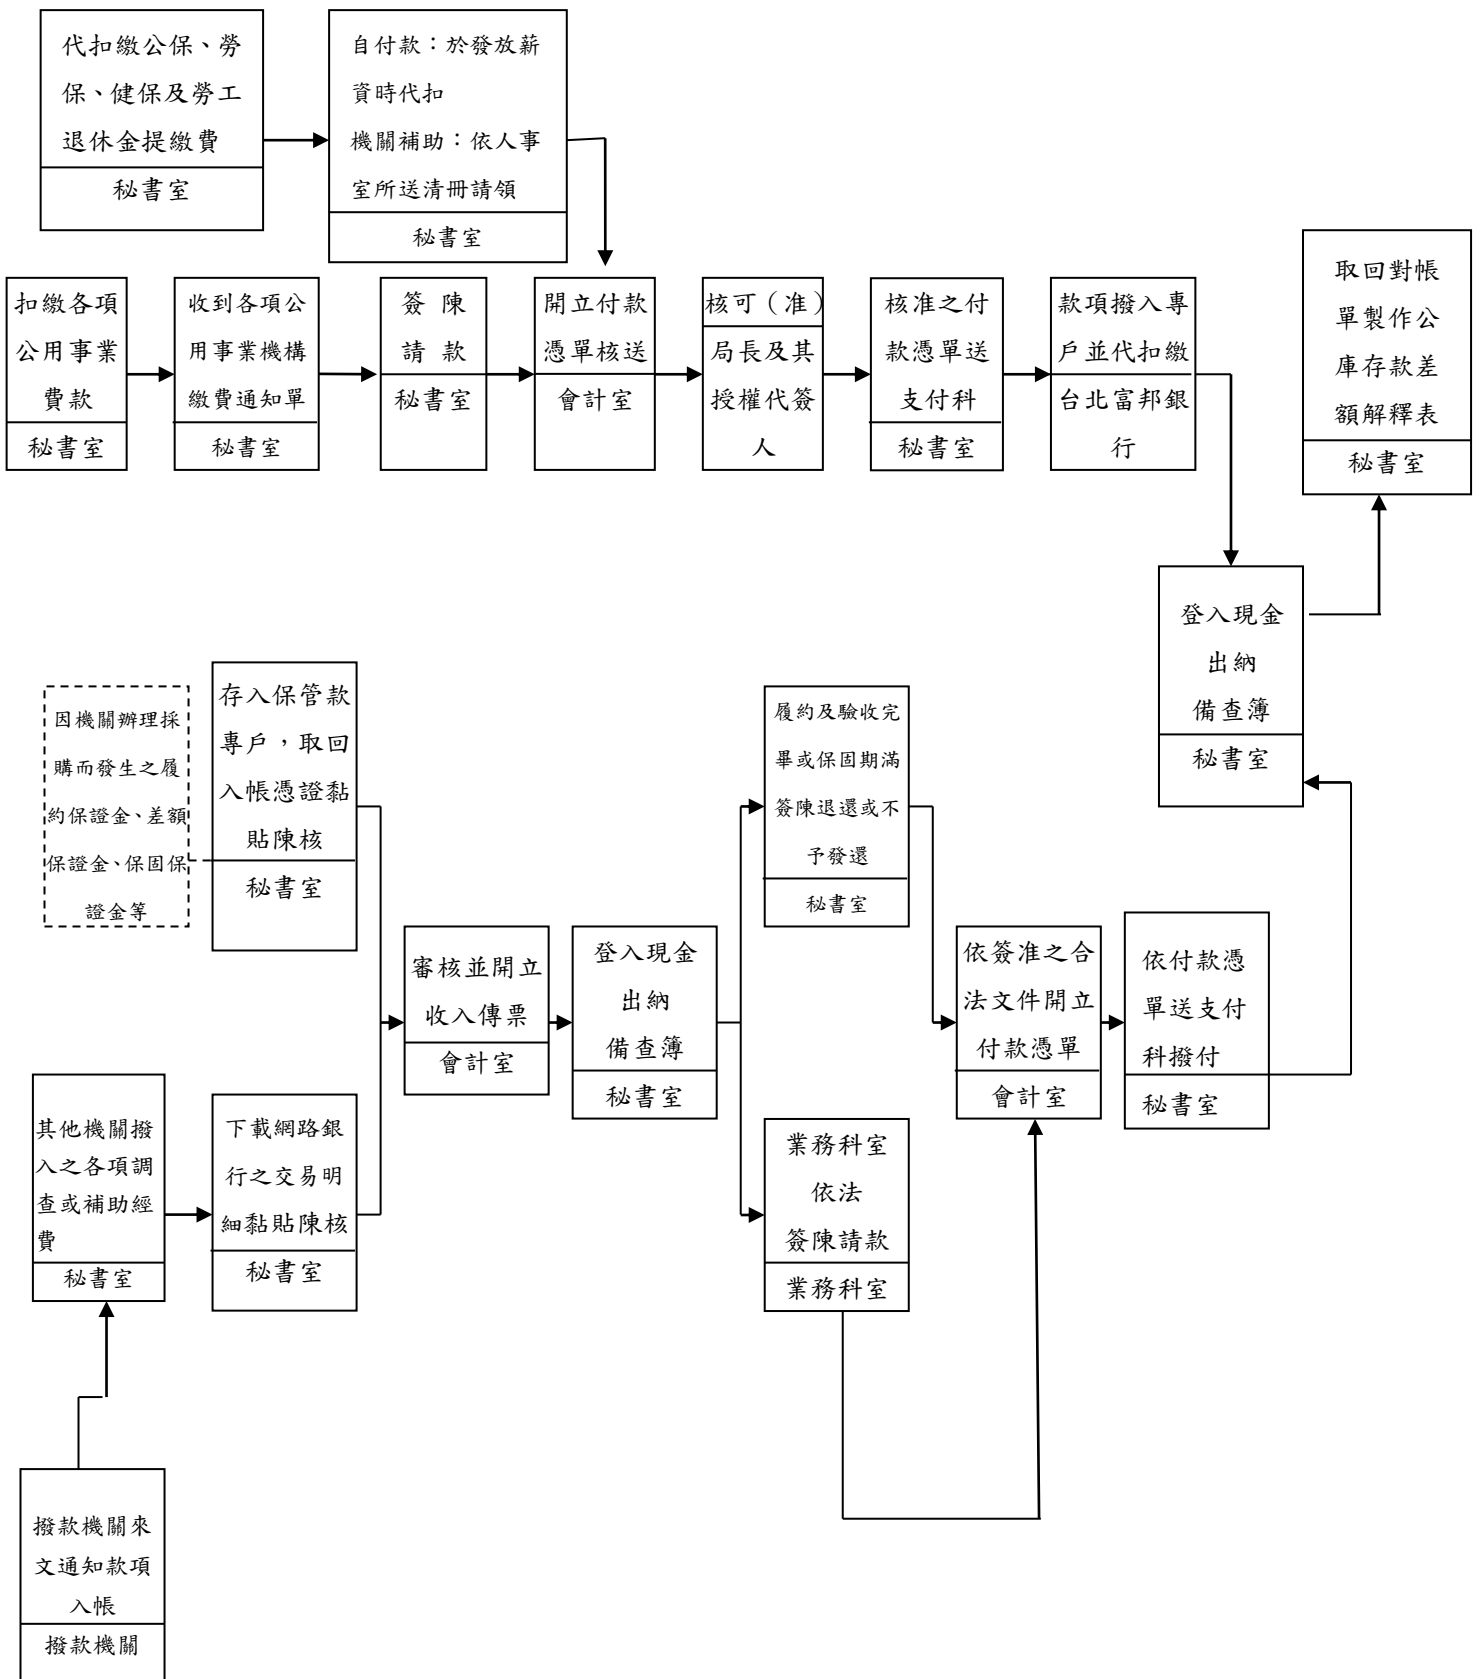 代扣繳公保、勞
保、健保及勞工
退休金提繳費
秘書室
自付款：於發放薪
資時代扣
機關補助：依人事
室所送清冊請領
秘書室
扣繳各項
公用事業
費款
秘書室
收到各項公
用事業機構
繳費通知單
秘書室
簽陳
請款
秘書室
開立付款
憑單核送
會計室
核可（准）
局長及其
授權代簽
人
核准之付
款憑單送
支付科
秘書室
款項撥入專
戶並代扣繳
台北富邦銀
行
取回對帳
單製作公
庫存款差
額解釋表
秘書室
登入現金
出納
備查簿
秘書室
因機關辦理採
購而發生之履
約保證金、差額
保證金、保固保
證金等
存入保管款
專戶，取回
入帳憑證黏
貼陳核
秘書室
審核並開立
收入傳票
會計室
登入現金
出納
備查簿
秘書室
履約及驗收完
畢或保固期滿
簽陳退還或不
予發還
秘書室
依簽准之合
法文件開立
付款憑單
會計室
依付款憑
單送支付
科撥付
秘書室
其他機關撥
入之各項調
查或補助經
費
秘書室
下載網路銀
行之交易明
細黏貼陳核
秘書室
業務科室
依法
簽陳請款
業務科室
撥款機關來
文通知款項
入帳
撥款機關